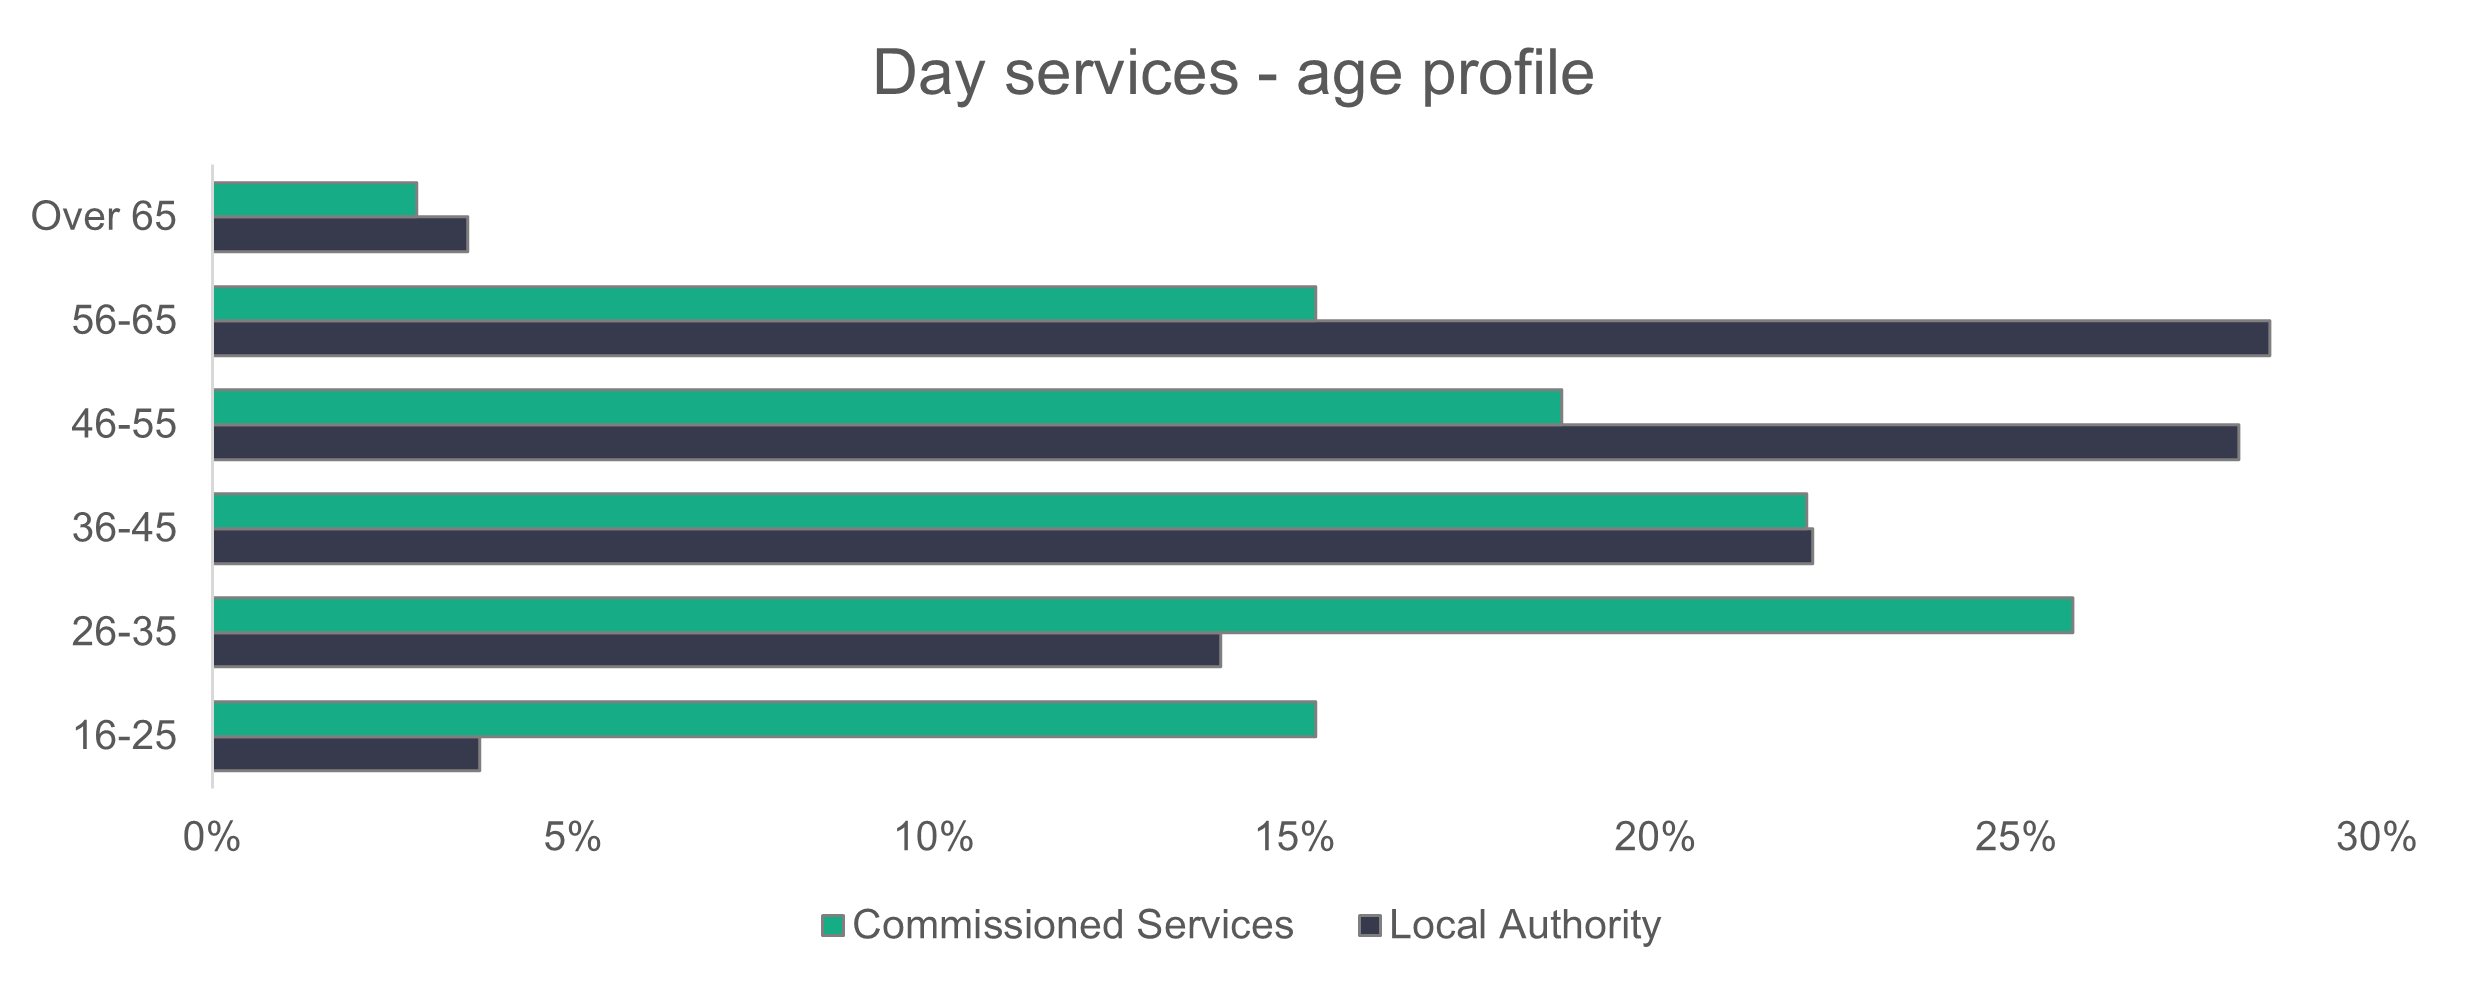 Day services - age profile
Over 65
56-65
46-55
36-45
26-35
16-25
0% 5% 10% 15% 20% 25% 30%
Commissioned Services Local Authority